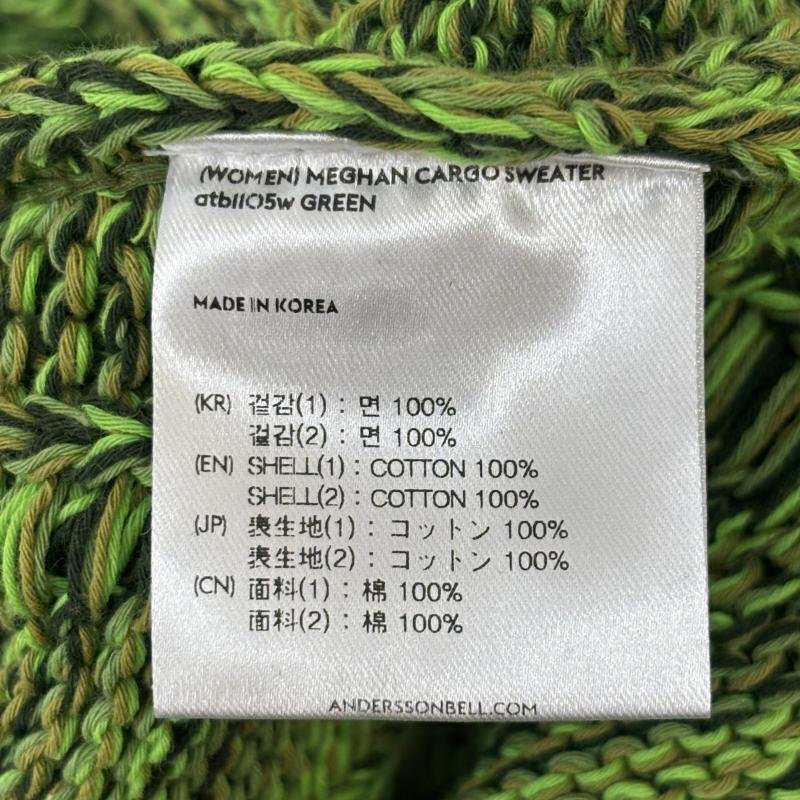 (WOMEN) MEGHAN CARGO SWEATER
atb1105w GREEN
MADE IN KOREA
(KR) 겉감(1) : 면 100%
겉감(2) : 면 100%
(EN) SHELL(1) : COTTON 100%
SHELL(2) : COTTON 100%
(JP) 表生地(1) : コットン 100%
表生地(2) : コットン 100%
(CN) 面料(1) : 棉 100%
面料(2) : 棉 100%
ANDERSSONBELL.COM